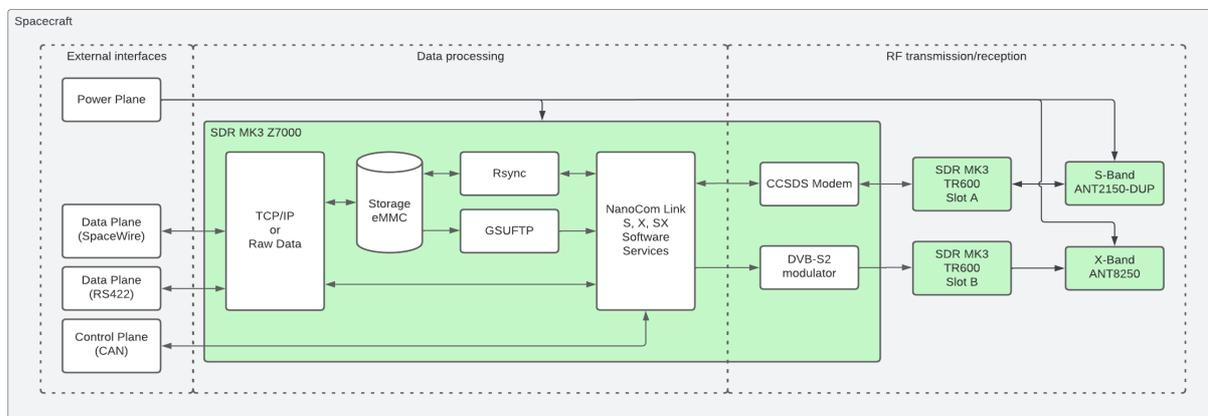 Spacecraft
External interfaces
Data processing
RF transmission/reception
Power Plane
SDR MK3 Z7000
TCP/IP
or
Raw Data
Storage
eMMC
Rsync
GSUFTP
NanoCom Link
S, X, SX
Software
Services
CCSDS Modem
DVB-S2
modulator
SDR MK3
TR600
Slot A
SDR MK3
TR600
Slot B
S-Band
ANT2150-DUP
X-Band
ANT8250
Data Plane
(SpaceWire)
Data Plane
(RS422)
Control Plane
(CAN)